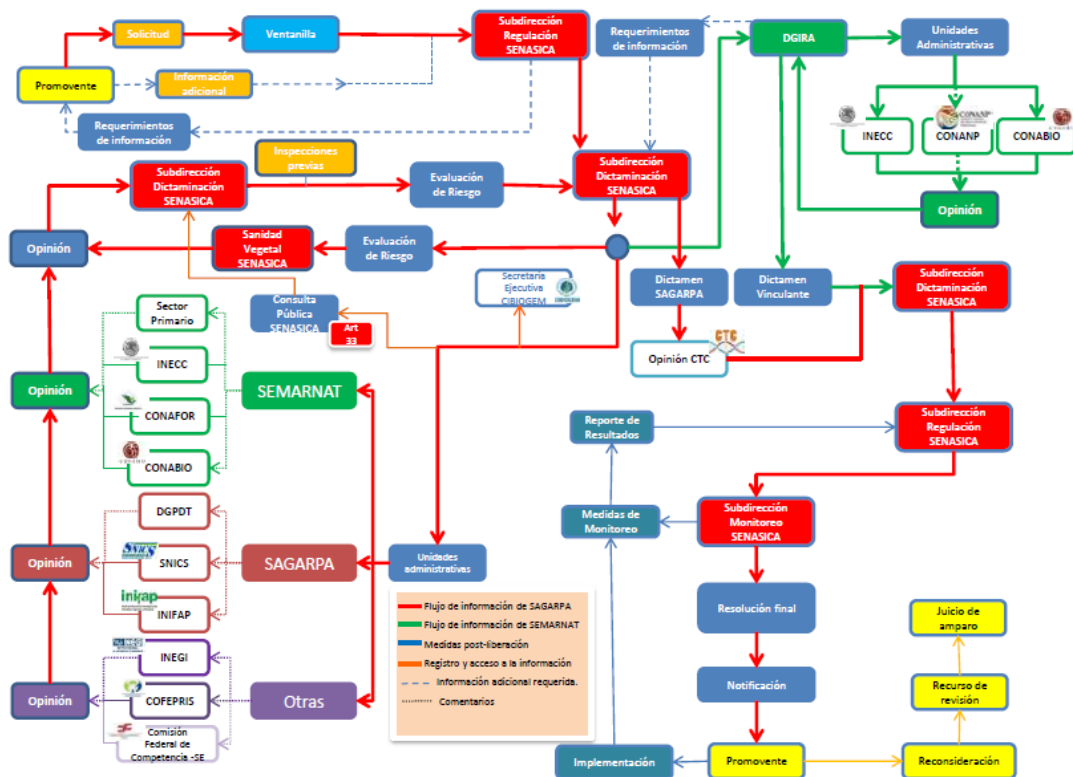 Solicitud
Ventanilla
Subdirección
Regulación
SENASICA
Requerimientos
de información
DGIRA
Unidades
Administrativas
Promovente
Información
adicional
Requerimientos
de información
INECC
CONANP
CONANP
CONABIO
Inspecciones
previas
Subdirección
Dictaminación
SENASICA
Evaluación
de Riesgo
Subdirección
Dictaminación
SENASICA
Opinión
Opinión
Sanidad
Vegetal
SENASICA
Evaluación
de Riesgo
Secretaria
Ejecutiva
CIBIOGEM
Dictamen
SAGARPA
Dictamen
Vinculante
Subdirección
Dictaminación
SENASICA
Consulta
Pública
SENASICA
Art
33
Sector
Primario
CTC
Opinión CTC
INECC
Opinión
SEMARNAT
CONAFOR
CONABIO
Reporte de
Resultados
Subdirección
Regulación
SENASICA
DGPDT
Medidas de
Monitoreo
Subdirección
Monitoreo
SENASICA
Opinión
SNICS
SNICS
SAGARPA
Unidades
administrativas
inifap
INIFAP
Flujo de información de SAGARPA
Flujo de información de SEMARNAT
Medidas post-liberación
Registro y acceso a la información
Información adicional requerida.
Comentarios
Resolución final
Juicio de
amparo
INEGI
INEGI
Opinión
COFEPRIS
Otras
Notificación
Recurso de
revisión
Comisión
Federal de
Competencia -SE
Implementación
Promovente
Reconsideración